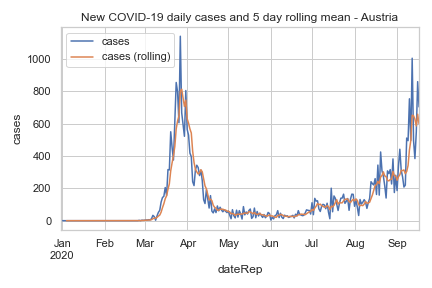 New COVID-19 daily cases and 5 day rolling mean - Austria
cases
cases (rolling)
1000
800
600
400
200
0
cases
Jan Feb Mar Apr May Jun Jul Aug Sep
2020
dateRep